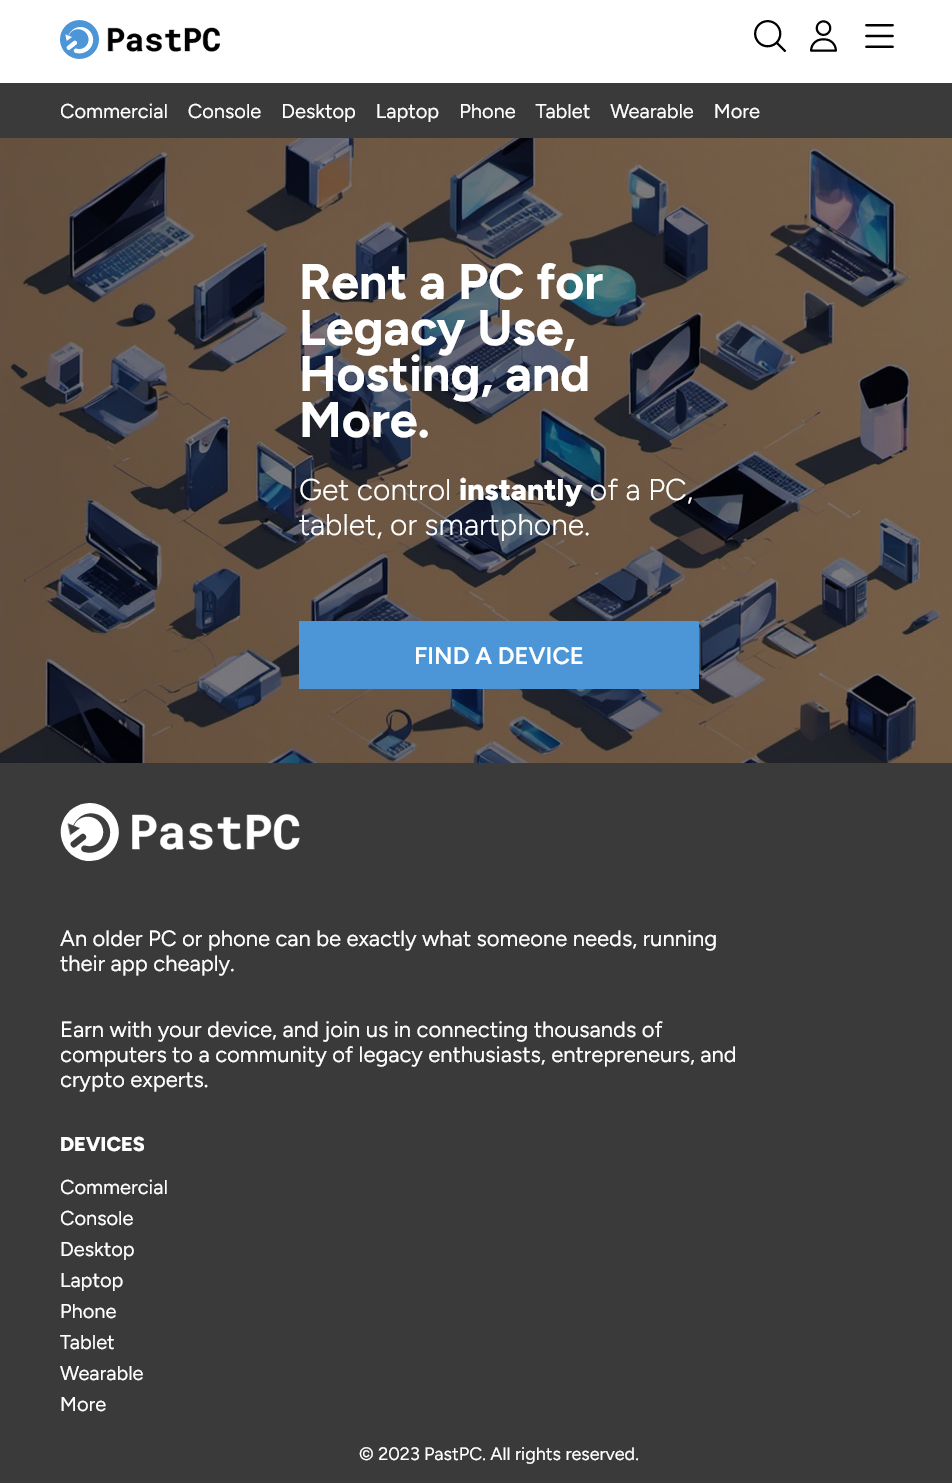 PastPC
Commercial Console Desktop Laptop Phone Tablet Wearable More
Rent a PC for
Legacy Use,
Hosting, and
More.
Get control instantly of a PC,
tablet, or smartphone.
FIND A DEVICE
PastPC
An older PC or phone can be exactly what someone needs, running
their app cheaply.
Earn with your device, and join us in connecting thousands of
computers to a community of legacy enthusiasts, entrepreneurs, and
crypto experts.
DEVICES
Commercial
Console
Desktop
Laptop
Phone
Tablet
Wearable
More
© 2023 PastPC. All rights reserved.